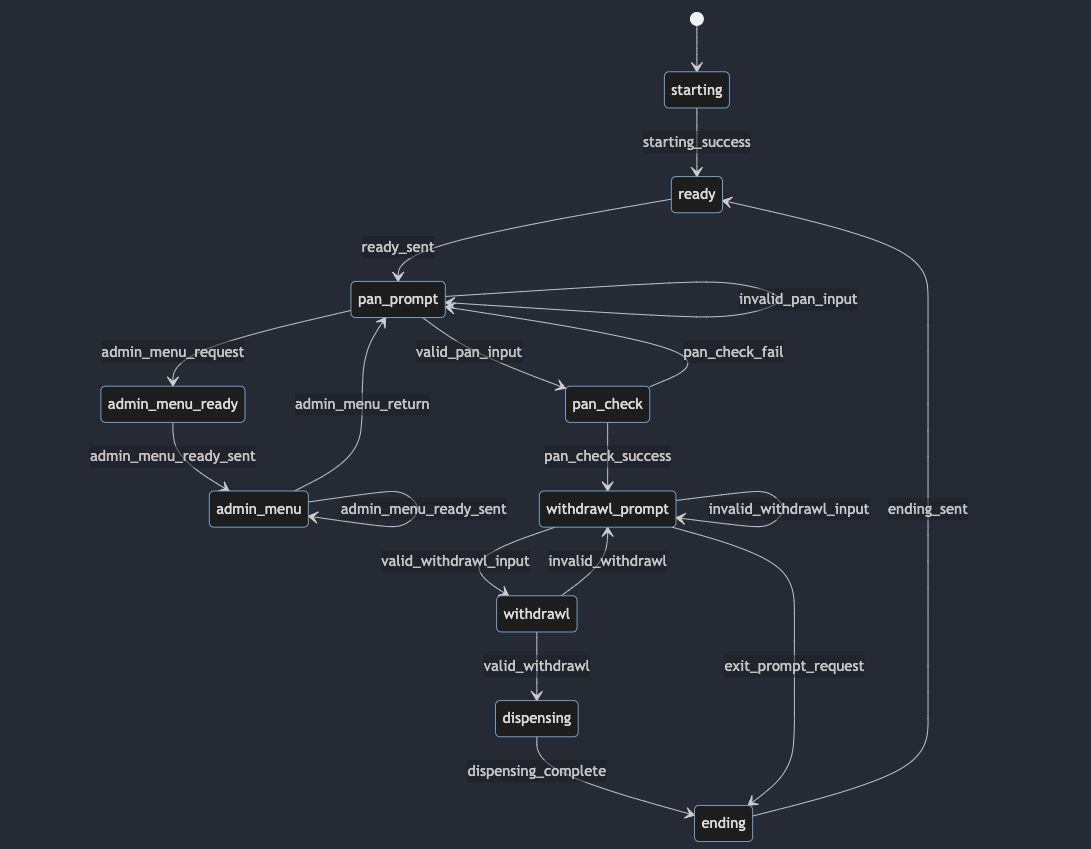 starting
starting_success
ready
ready_sent
pan_prompt
invalid_pan_input
admin_menu_request
valid_pan_input
pan_check_fail
admin_menu_ready
admin_menu_return
pan_check
admin_menu_ready_sent
pan_check_success
admin_menu
admin_menu_ready_sent
withdrawl_prompt
invalid_withdrawl_input
ending_sent
valid_withdrawl_input
invalid_withdrawl
withdrawl
valid_withdrawl
exit_prompt_request
dispensing
dispensing_complete
ending